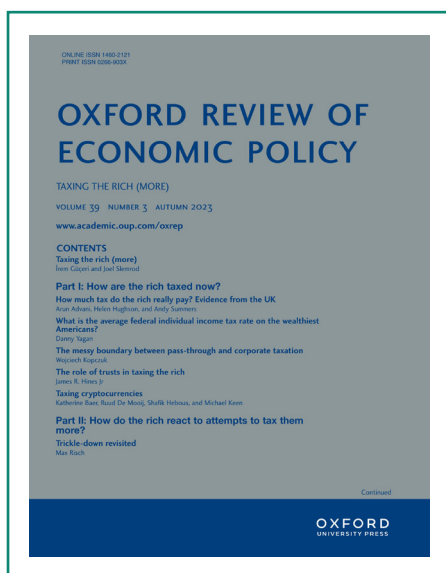 ONLINE ISSN 1460-2121
PRINT ISSN 0266-903X
OXFORD REVIEW OF
ECONOMIC POLICY
TAXING THE RICH (MORE)
VOLUME 39 NUMBER 3 AUTUMN 2023
www.academic.oup.com/oxrep
CONTENTS
Taxing the rich (more)
İrem Güçeri and Joel Slemrod
Part I: How are the rich taxed now?
How much tax do the rich really pay? Evidence from the UK
Arun Advani, Helen Hughson, and Andy Summers
What is the average federal individual income tax rate on the wealthiest
Americans?
Danny Yagan
The messy boundary between pass-through and corporate taxation
Wojciech Kopczuk
The role of trusts in taxing the rich
James R. Hines Jr
Taxing cryptocurrencies
Katherine Baer, Ruud De Mooij, Shafik Hebous, and Michael Keen
Part II: How do the rich react to attempts to tax them
more?
Trickle-down revisited
Max Risch
Continued
OXFORD
UNIVERSITY PRESS